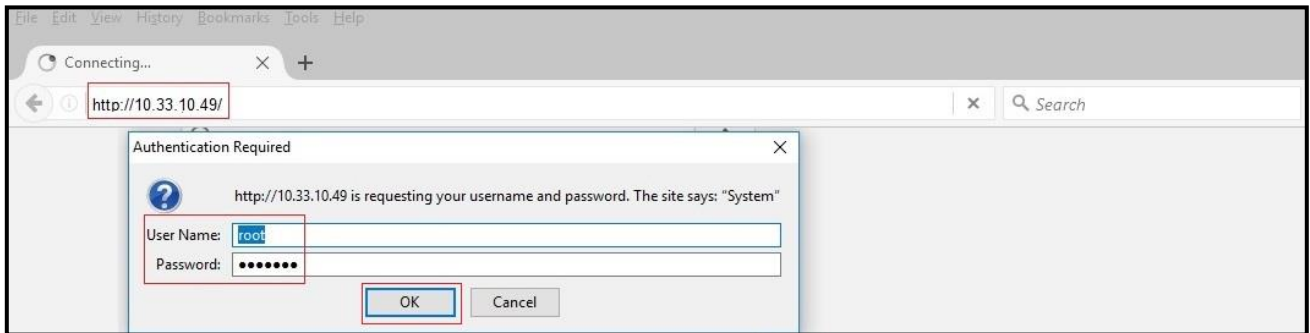 File Edit View History Bookmarks Tools Help
Connecting...
http://10.33.10.49/
Search
Authentication Required
http://10.33.10.49 is requesting your username and password. The site says: "System"
User Name: root
Password: •••••••
OK Cancel